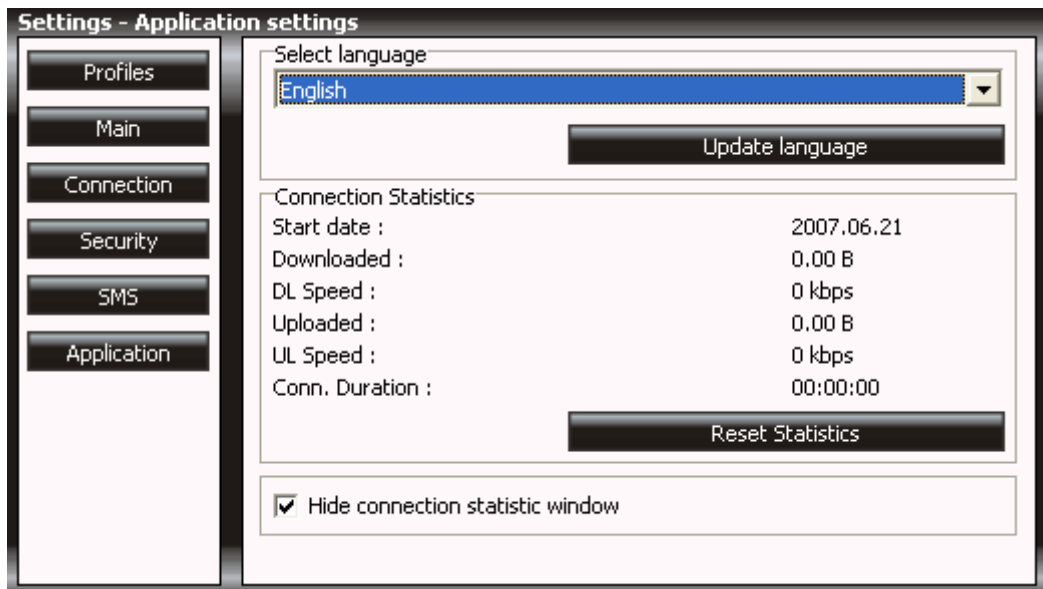 Settings - Application settings
Profiles
Main
Connection
Security
SMS
Application
Select language
English
Update language
Connection Statistics
Start date : 2007.06.21
Downloaded : 0.00 B
DL Speed : 0 kbps
Uploaded : 0.00 B
UL Speed : 0 kbps
Conn. Duration : 00:00:00
Reset Statistics
Hide connection statistic window